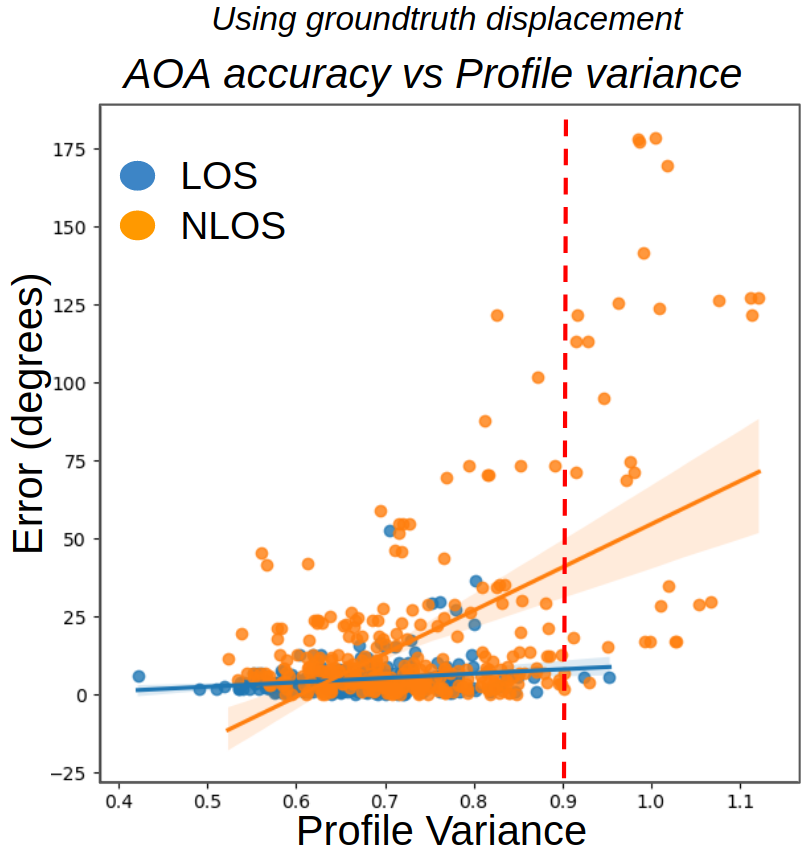 Using groundtruth displacement
AOA accuracy vs Profile variance
LOS
NLOS
Error (degrees)
175
150
125
100
75
50
25
0
−25
0.4 0.5 0.6 0.7 0.8 0.9 1.0 1.1
Profile Variance